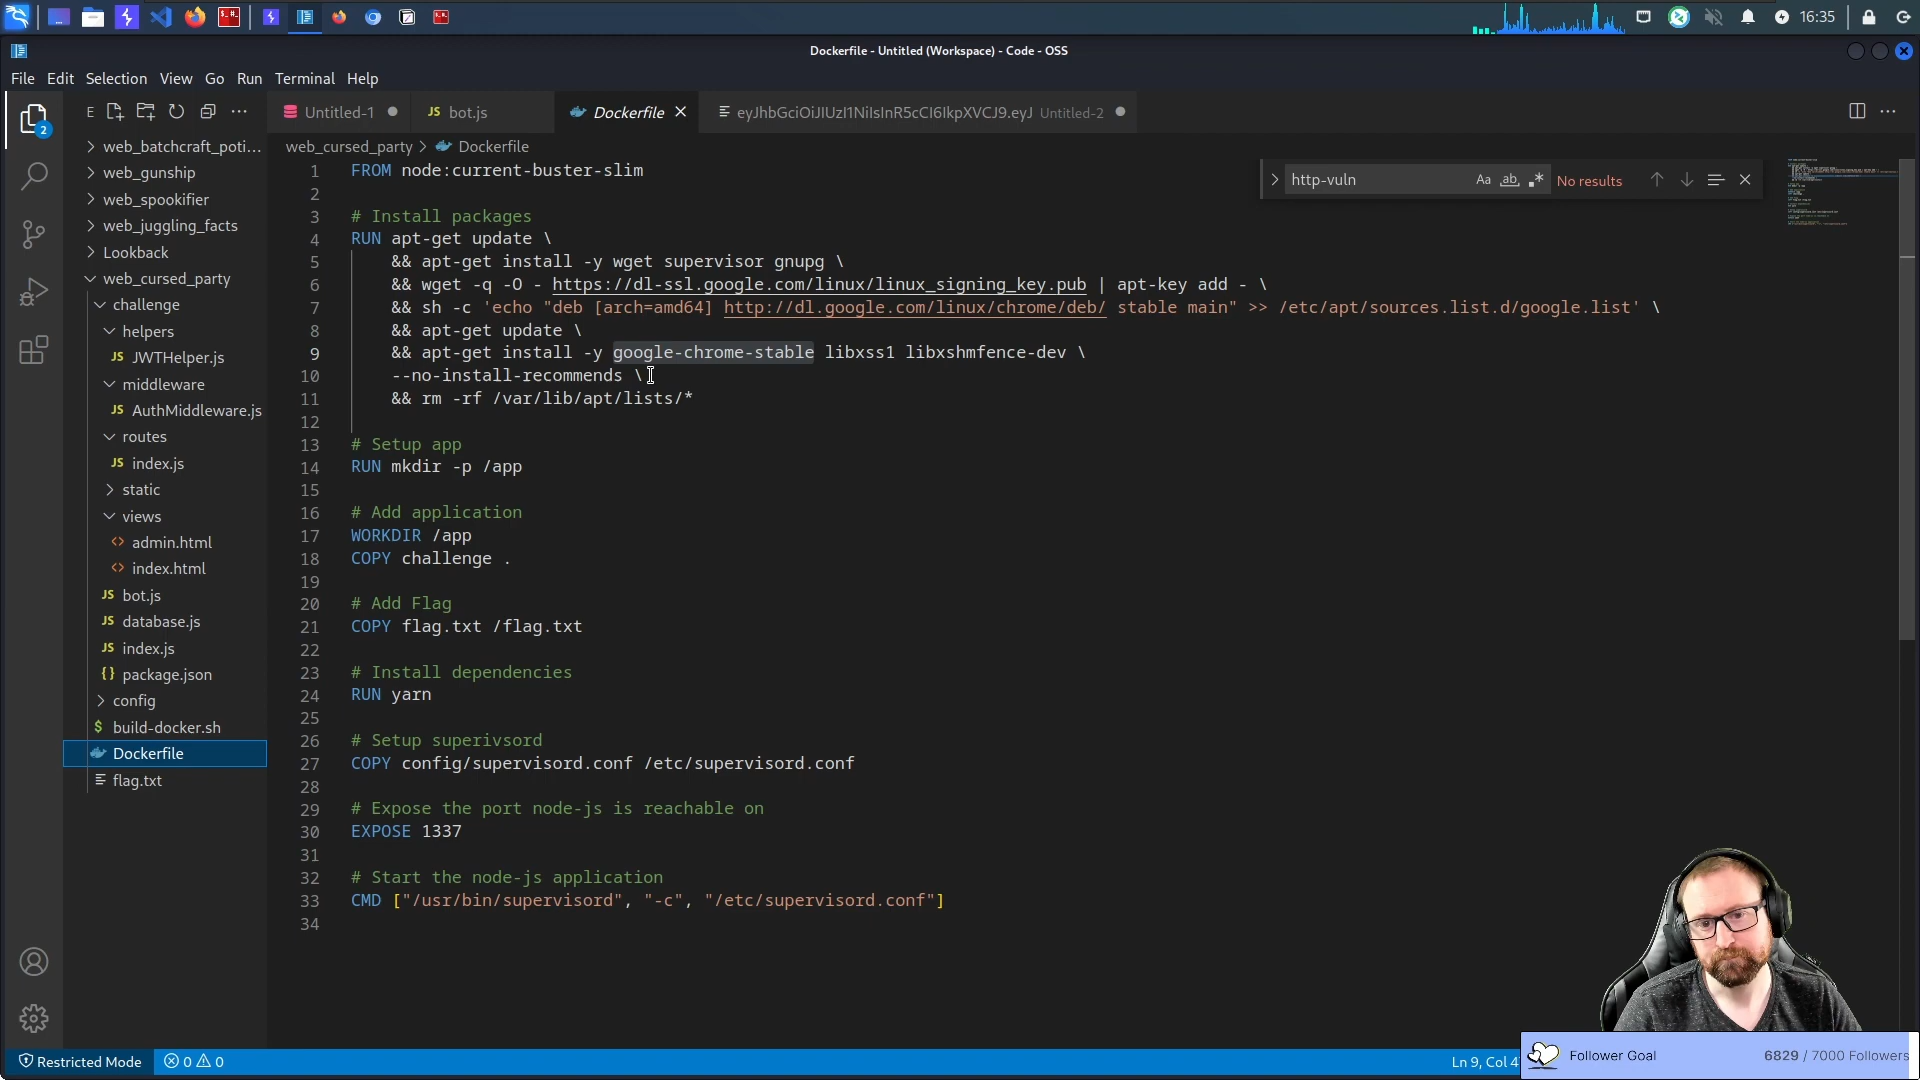 16:35
Dockerfile - Untitled (Workspace) - Code - OSS
File Edit Selection View Go Run Terminal Help
E
Untitled-1
JS bot.js
Dockerfile
eyJhbGciOiJIUzI1NiIsInR5cCI6IkpXVCJ9.eyJ Untitled-2
2
web_cursed_party > Dockerfile
http-vuln
Aa
ab
No results
web_batchcraft_poti...
web_gunship
web_spookifier
web_juggling_facts
Lookback
web_cursed_party
challenge
helpers
JS JWTHelper.js
middleware
JS AuthMiddleware.js
routes
JS index.js
static
views
<> admin.html
<> index.html
JS bot.js
JS database.js
JS index.js
{} package.json
config
$ build-docker.sh
Dockerfile
flag.txt
1 FROM node:current-buster-slim
2
3 # Install packages
4 RUN apt-get update \
5 && apt-get install -y wget supervisor gnupg \
6 && wget -q -O - https://dl-ssl.google.com/linux/linux_signing_key.pub | apt-key add - \
7 && sh -c 'echo "deb [arch=amd64] http://dl.google.com/linux/chrome/deb/ stable main" >> /etc/apt/sources.list.d/google.list' \
8 && apt-get update \
9 && apt-get install -y google-chrome-stable libxss1 libxshmfence-dev \
10 --no-install-recommends \
11 && rm -rf /var/lib/apt/lists/*
12
13 # Setup app
14 RUN mkdir -p /app
15
16 # Add application
17 WORKDIR /app
18 COPY challenge .
19
20 # Add Flag
21 COPY flag.txt /flag.txt
22
23 # Install dependencies
24 RUN yarn
25
26 # Setup superivsord
27 COPY config/supervisord.conf /etc/supervisord.conf
28
29 # Expose the port node-js is reachable on
30 EXPOSE 1337
31
32 # Start the node-js application
33 CMD ["/usr/bin/supervisord", "-c", "/etc/supervisord.conf"]
34
Restricted Mode
0 0
Ln 9, Col 4
Follower Goal
6829 / 7000 Followers